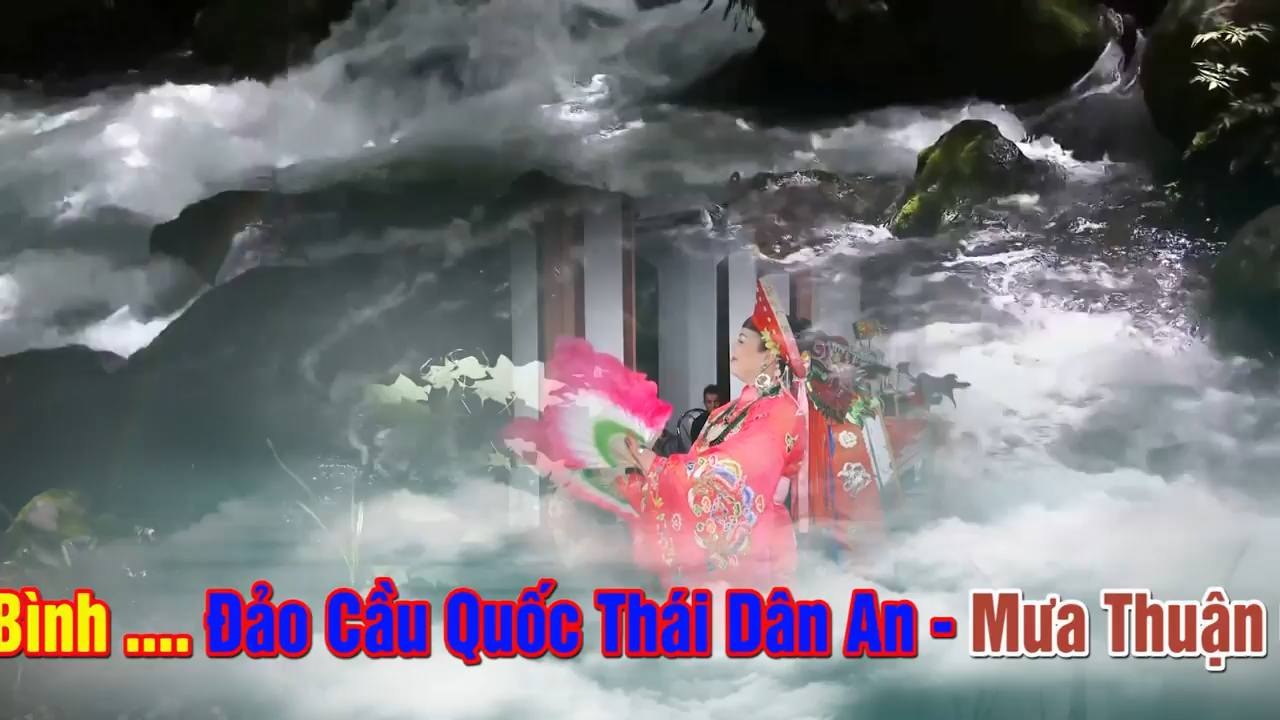 Bình .... Đảo Cầu Quốc Thái Dân An - Mưa Thuận